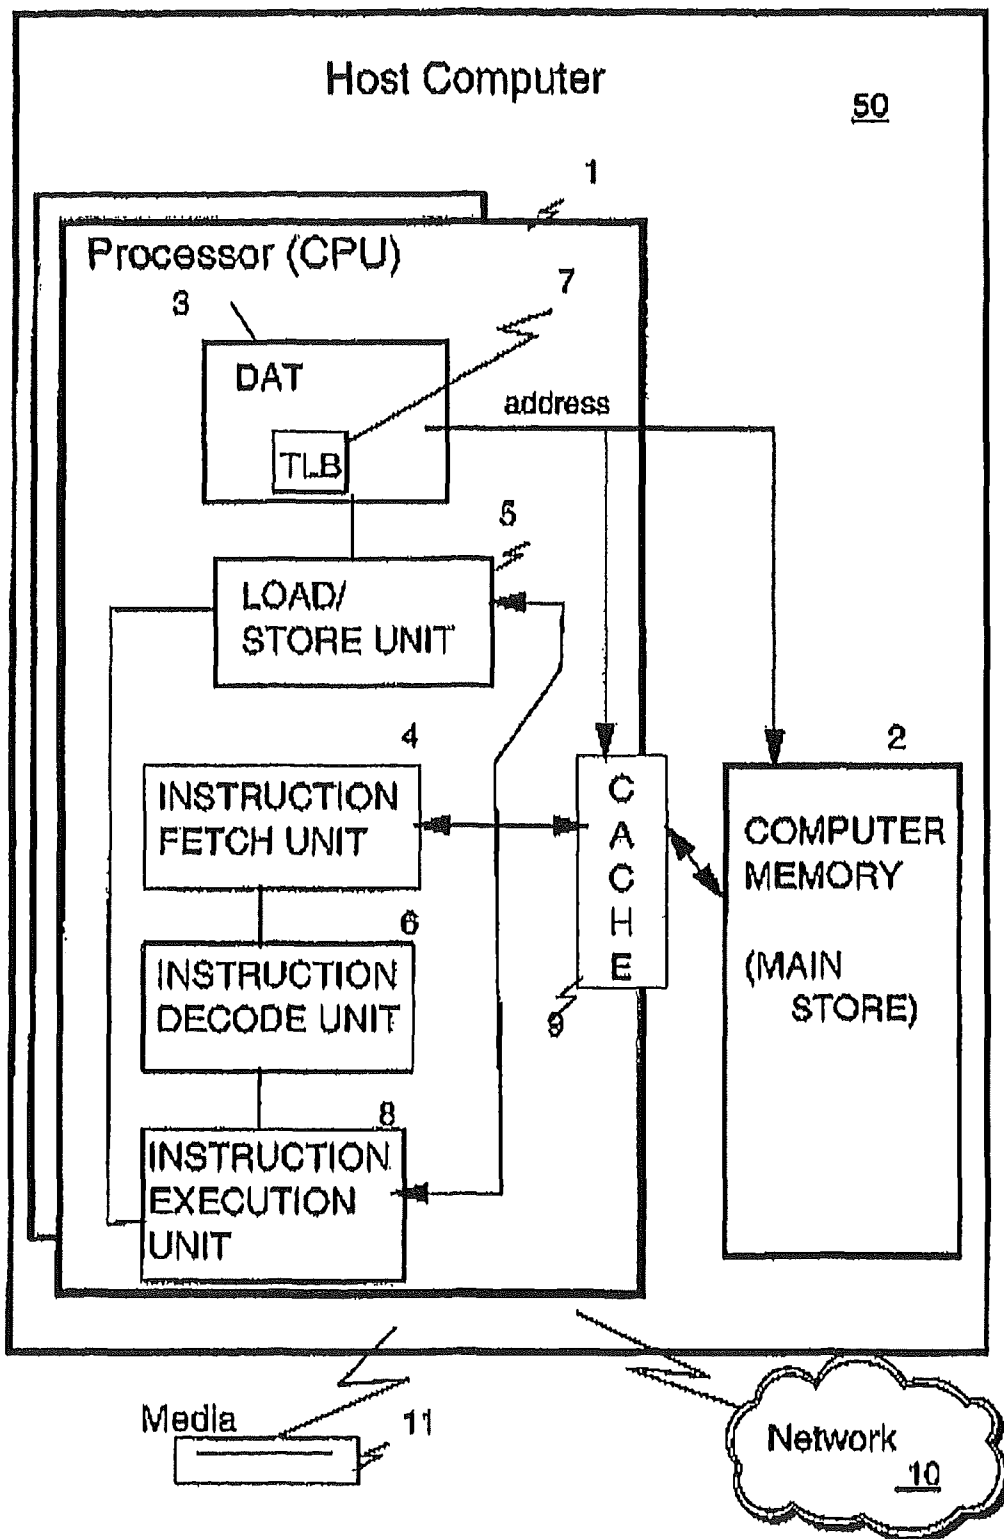 Host Computer
50
1
Processor (CPU)
3
7
DAT
address
TLB
5
LOAD/
STORE UNIT
4
2
INSTRUCTION
FETCH UNIT
C
A
C
H
E
COMPUTER
MEMORY
(MAIN
STORE)
6
INSTRUCTION
DECODE UNIT
9
8
INSTRUCTION
EXECUTION
UNIT
Media
11
Network
10